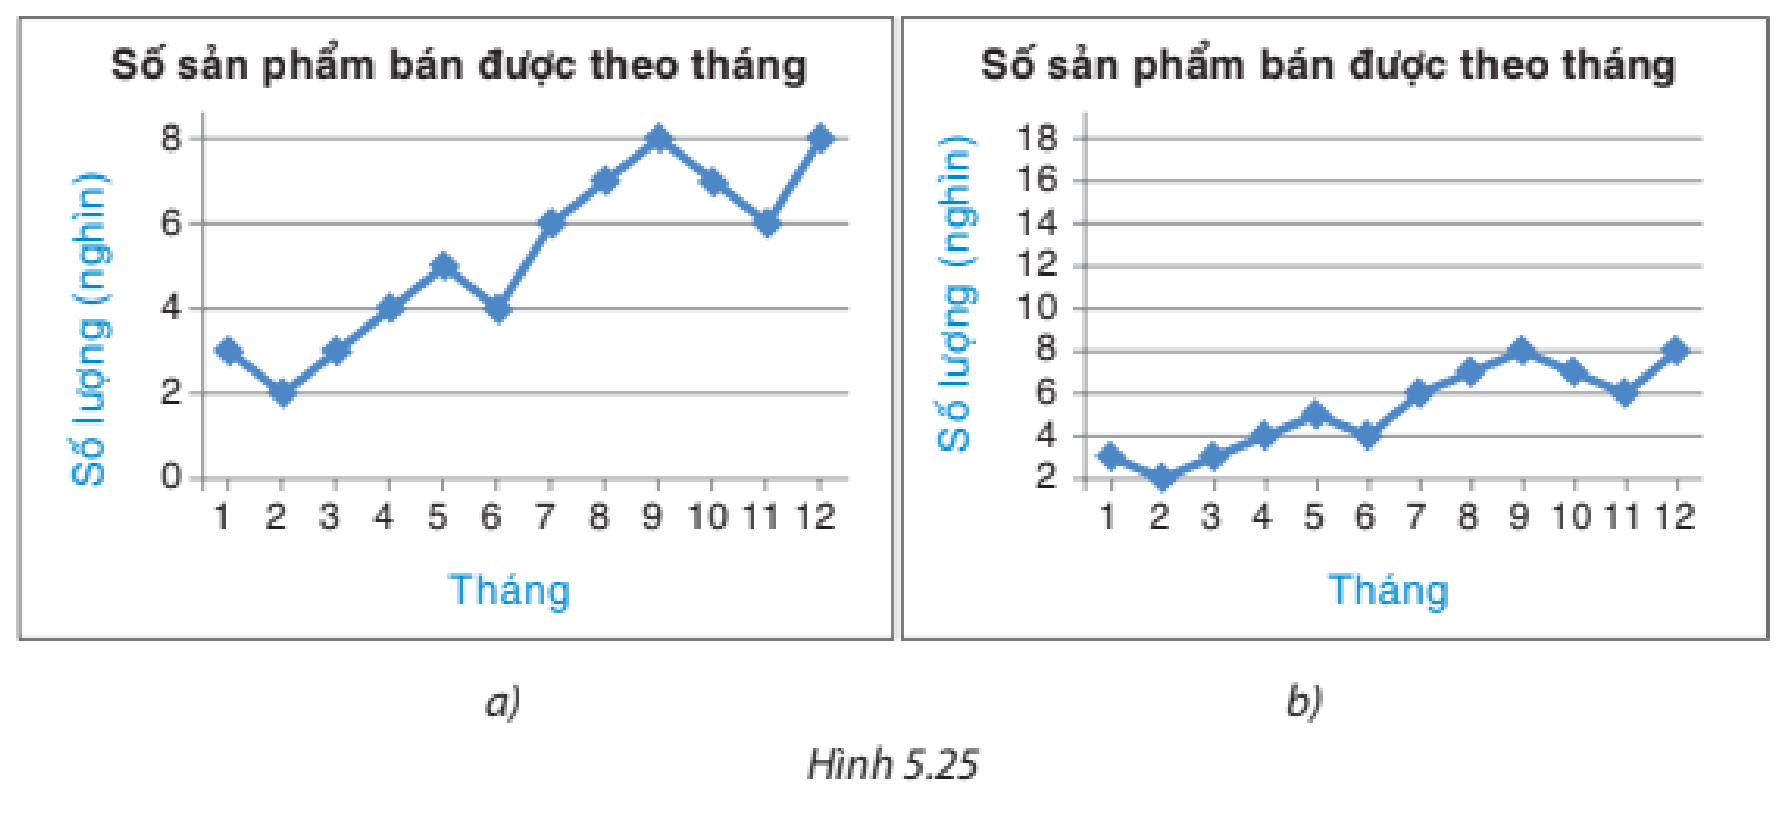 Số sản phẩm bán được theo tháng
Số lượng (nghìn)
8
6
4
2
0
1 2 3 4 5 6 7 8 9 10 11 12
Tháng
a)
Số sản phẩm bán được theo tháng
Số lượng (nghìn)
18
16
14
12
10
8
6
4
2
1 2 3 4 5 6 7 8 9 10 11 12
Tháng
b)
Hình 5.25